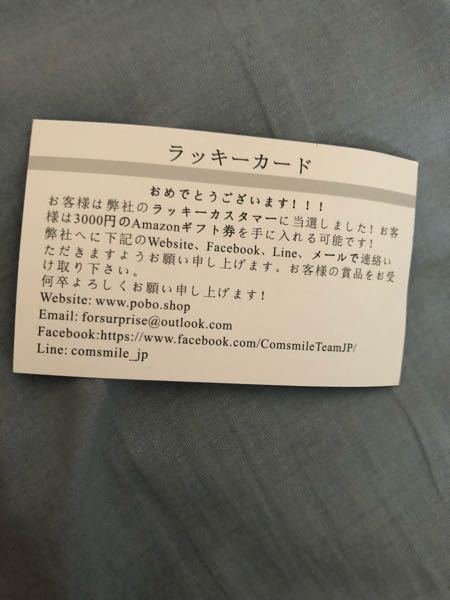 ラッキーカード
おめでとうございます！！！
お客様は弊社のラッキーカスタマーに当選しました！お客
様は3000円のAmazonギフト券を手に入れる可能です！
弊社へに下記のWebsite、Facebook、Line、メールで連絡い
ただきますようお願い申し上げます。お客様の賞品をお受
け取り下さい。
何卒よろしくお願い申し上げます！
Website: www.pobo.shop
Email: forsurprise@outlook.com
Facebook:https://www.facebook.com/ComsmileTeamJP/
Line: comsmile_jp